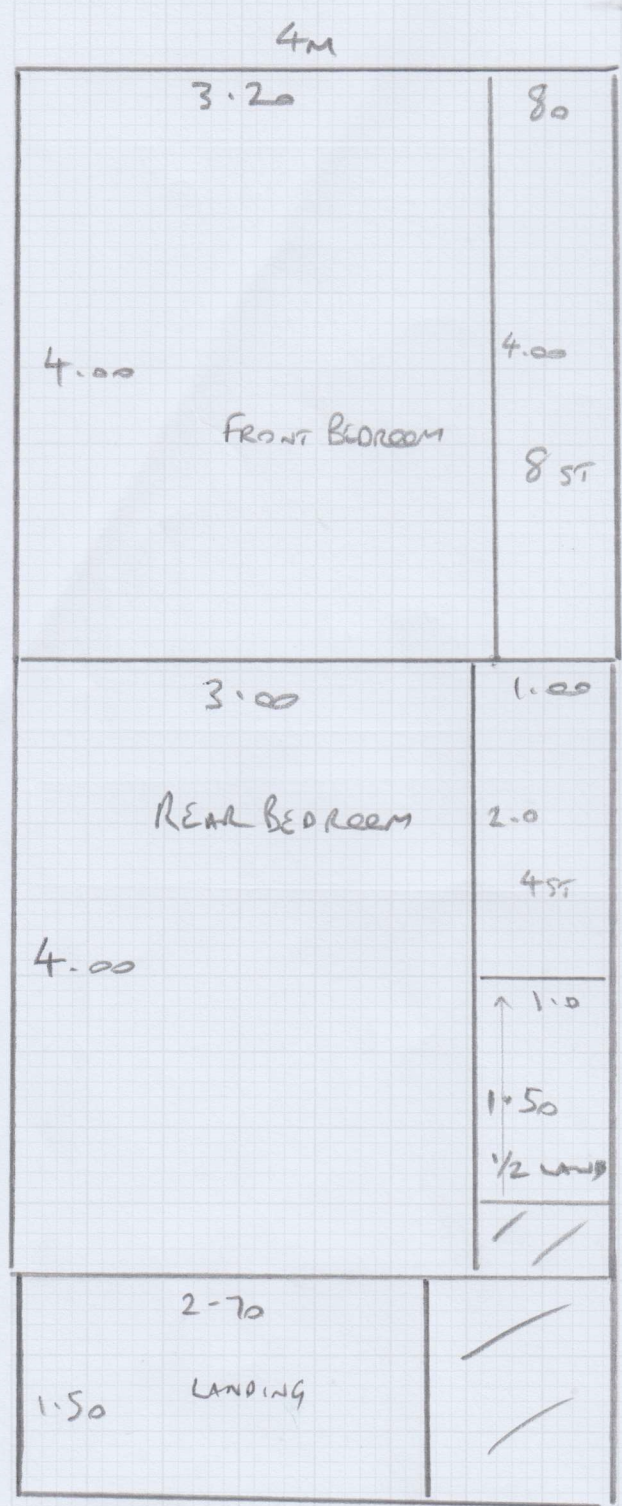 4M
3.20
80
4.00
4.00
FRONT BEDROOM
8 ST
3.00
1.00
REAR BEDROOM
2.0
4 ST
4.00
1.0
1.50
1/2 LAND
2-70
LANDING
1.50